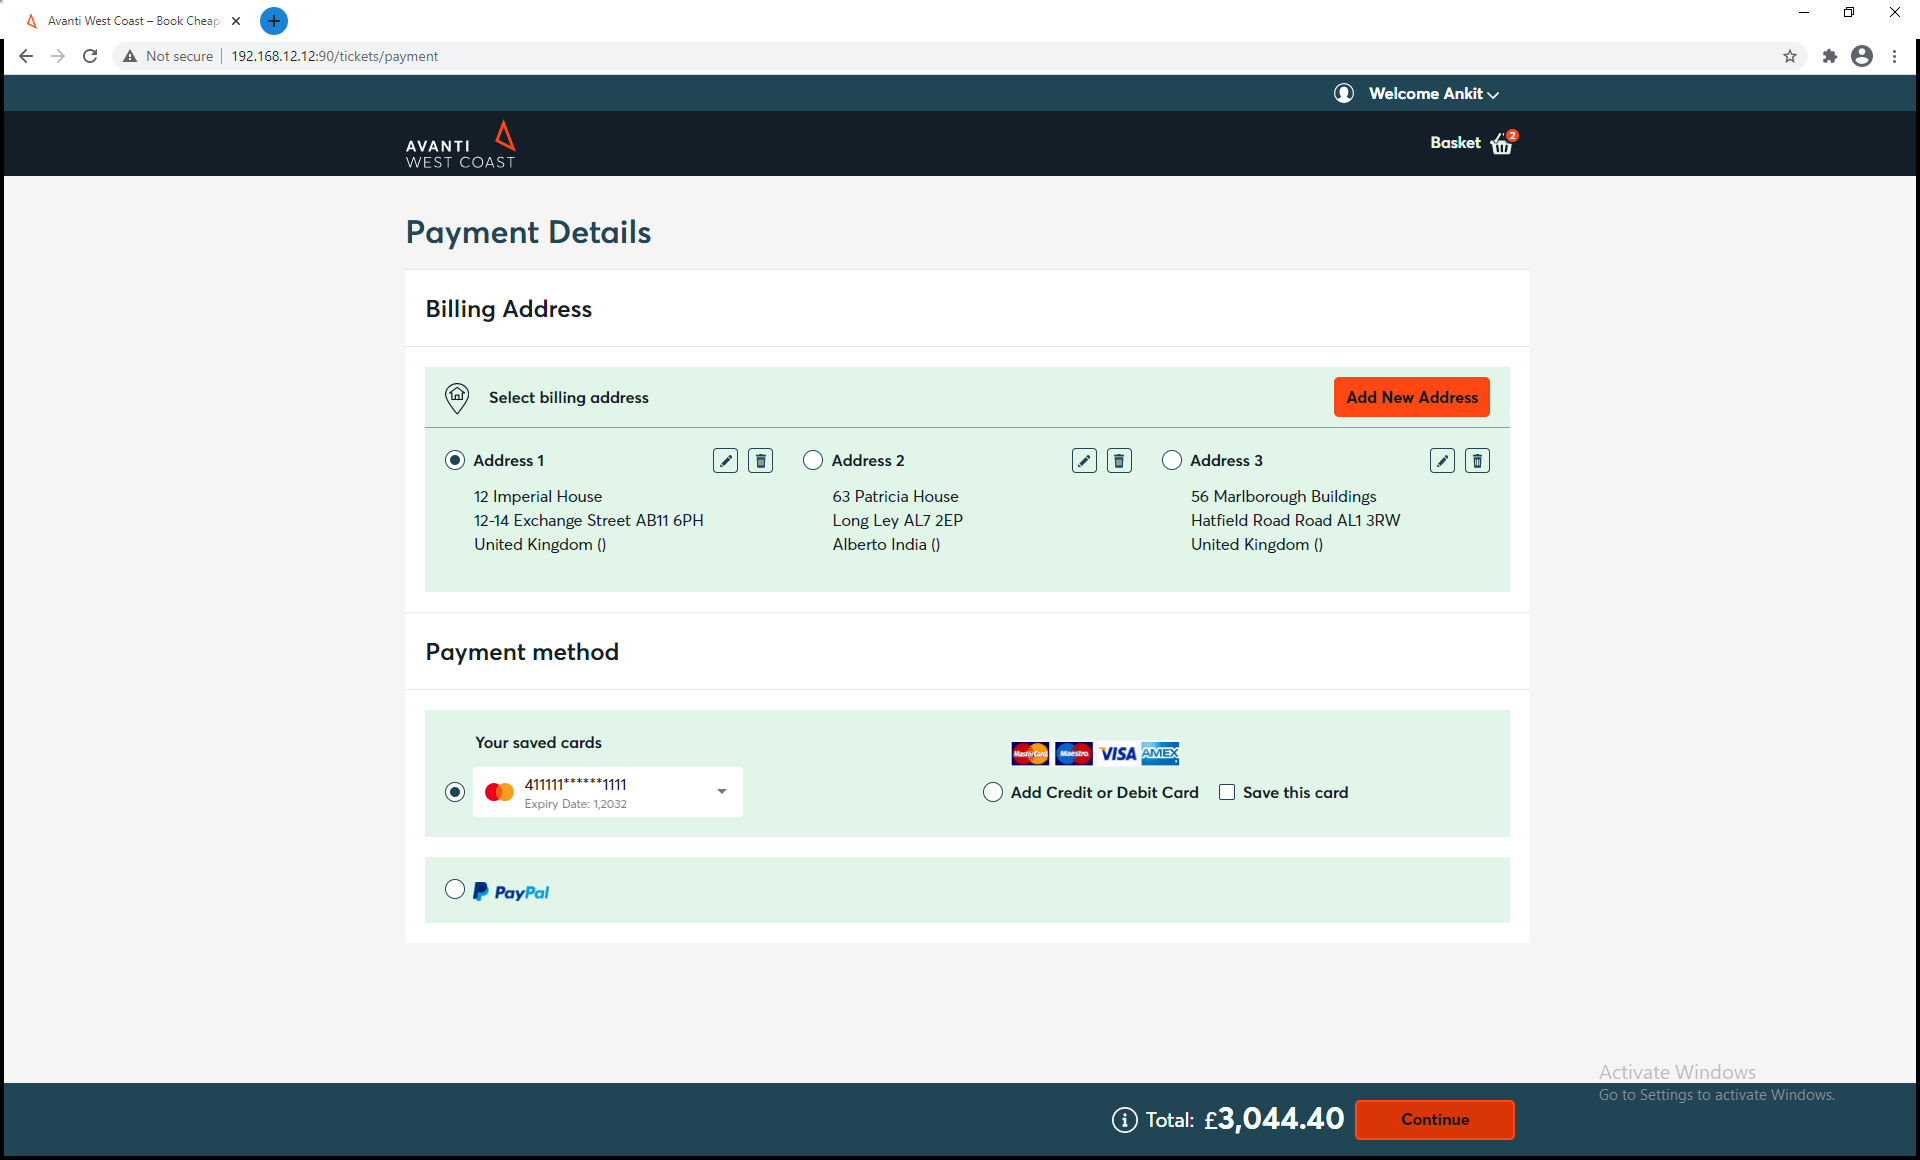 Avanti West Coast – Book Cheap
Not secure
192.168.12.12:90/tickets/payment
Welcome Ankit
AVANTI
WEST COAST
Basket
2
Payment Details
Billing Address
Select billing address
Add New Address
Address 1
12 Imperial House
12-14 Exchange Street AB11 6PH
United Kingdom ()
Address 2
63 Patricia House
Long Ley AL7 2EP
Alberto India ()
Address 3
56 Marlborough Buildings
Hatfield Road Road AL1 3RW
United Kingdom ()
Payment method
Your saved cards
411111******1111
Expiry Date: 1,2032
MasterCard
Maestro
VISA
AMEX
Add Credit or Debit Card
Save this card
PayPal
Activate Windows
Go to Settings to activate Windows.
Total: £3,044.40
Continue